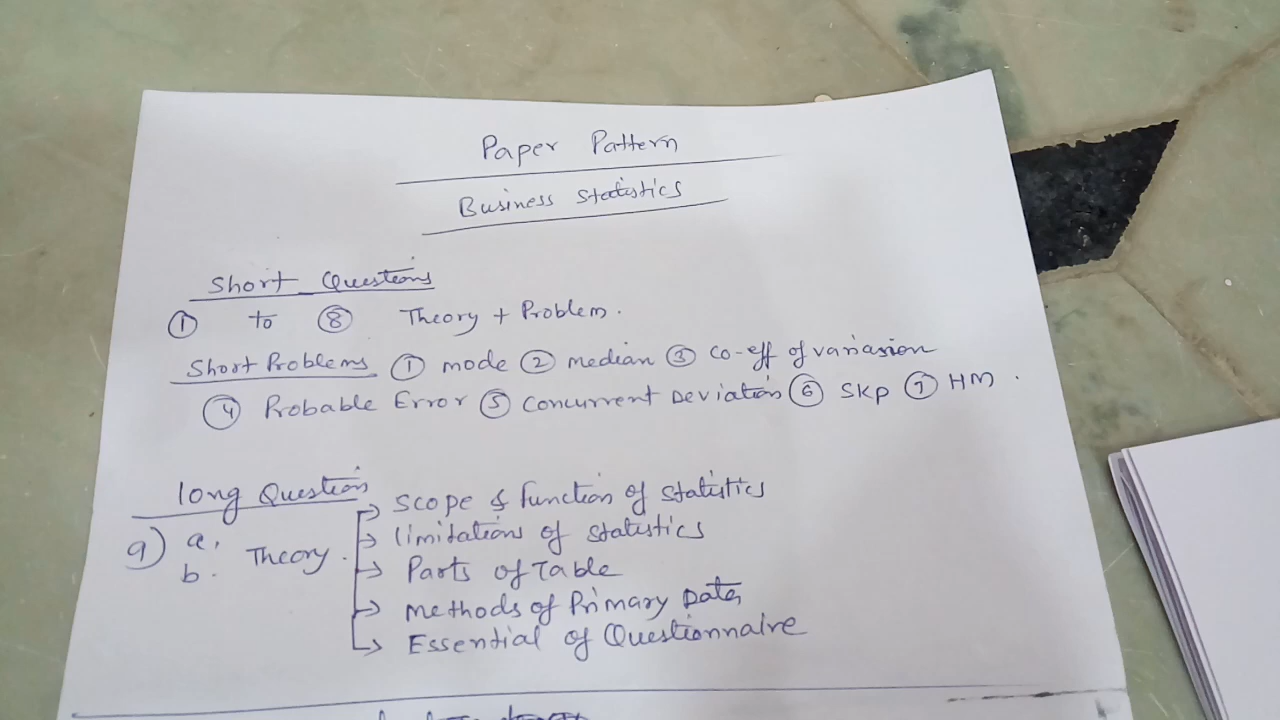 Paper Pattern
Business Statistics
Short Questions
① to ⑧ Theory + Problem.
Short Problems ① mode ② median ③ co-eff of variasion
④ Probable Error ⑤ concurrent Deviation ⑥ SKP ⑦ HM.
long Question
9) a. b. Theory.
→ scope & function of statistics
→ limitations of statistics
→ Parts of Table
→ methods of Primary Data
→ Essential of Questionnaire